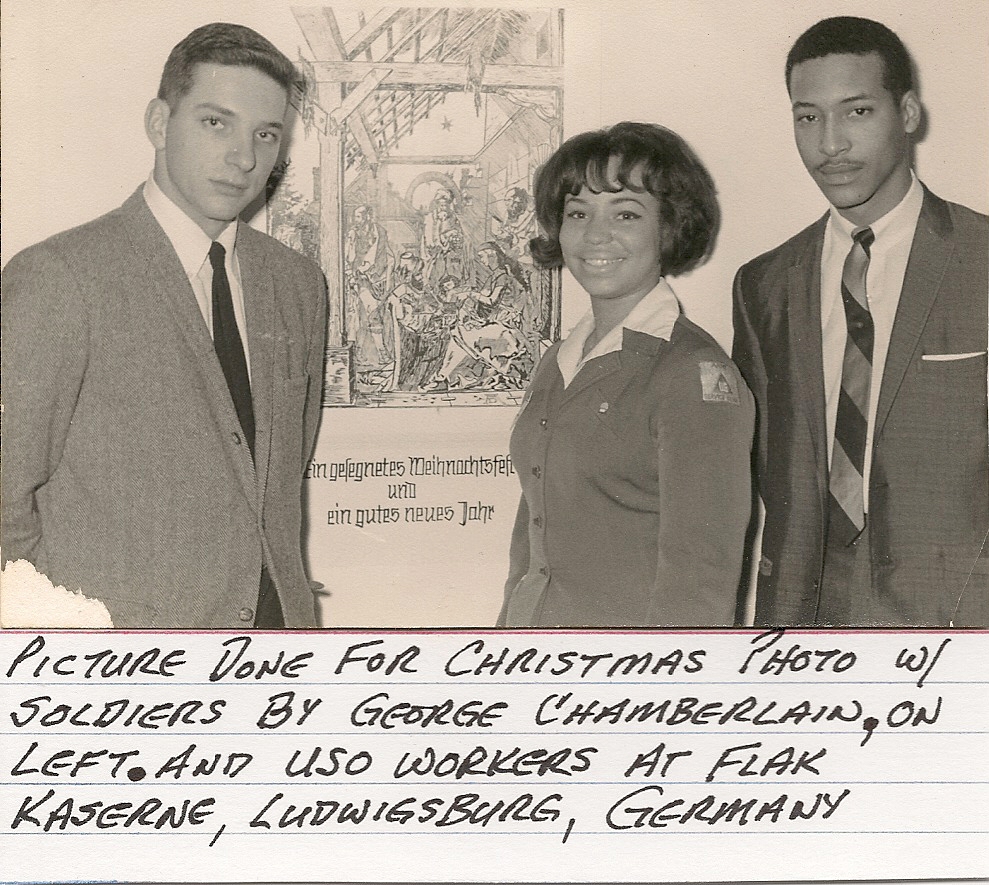 Ein gesegnetes Weihnachtsfest
und
ein gutes neues Jahr
PICTURE DONE FOR CHRISTMAS PHOTO W/
SOLDIERS BY GEORGE CHAMBERLAIN, ON
LEFT. AND USO WORKERS AT FLAK
KASERNE, LUDWIGSBURG, GERMANY